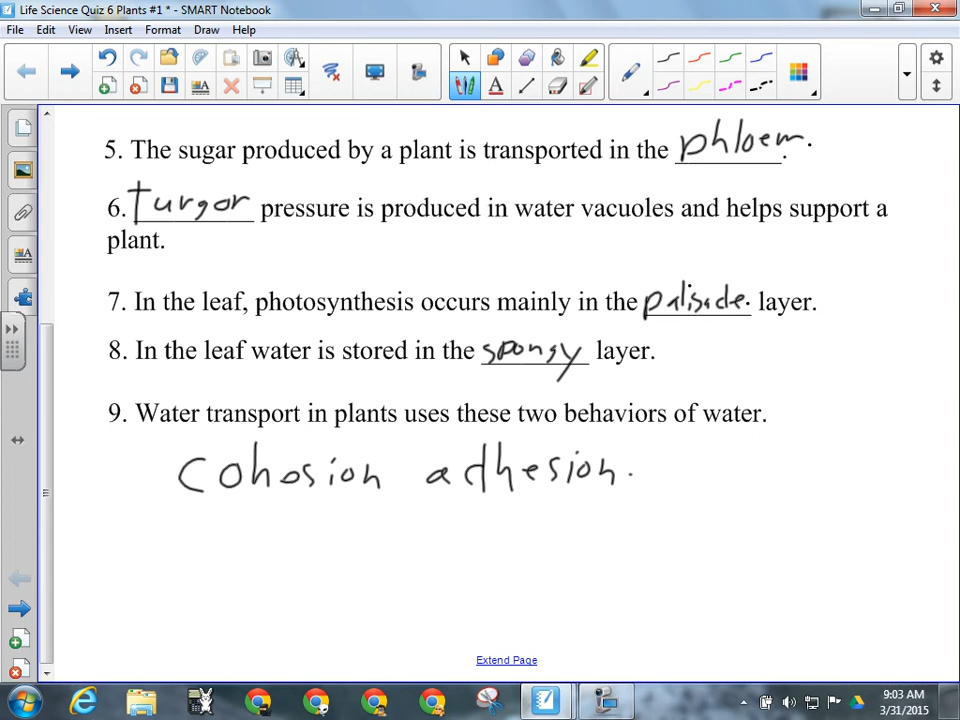 Life Science Quiz 6 Plants #1 * - SMART Notebook
File Edit View Insert Format Draw Help
5. The sugar produced by a plant is transported in the phloem.
6. Turgor pressure is produced in water vacuoles and helps support a
plant.
7. In the leaf, photosynthesis occurs mainly in the palisade layer.
8. In the leaf water is stored in the spongy layer.
9. Water transport in plants uses these two behaviors of water.
Cohosion adhesion.
Extend Page
9:03 AM
3/31/2015